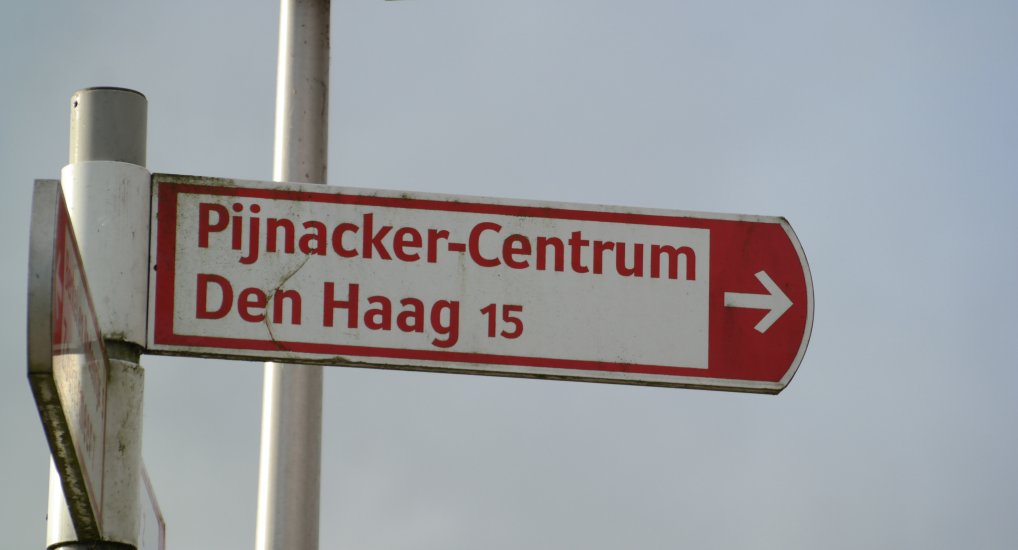 Pijnacker-Centrum
Den Haag 15